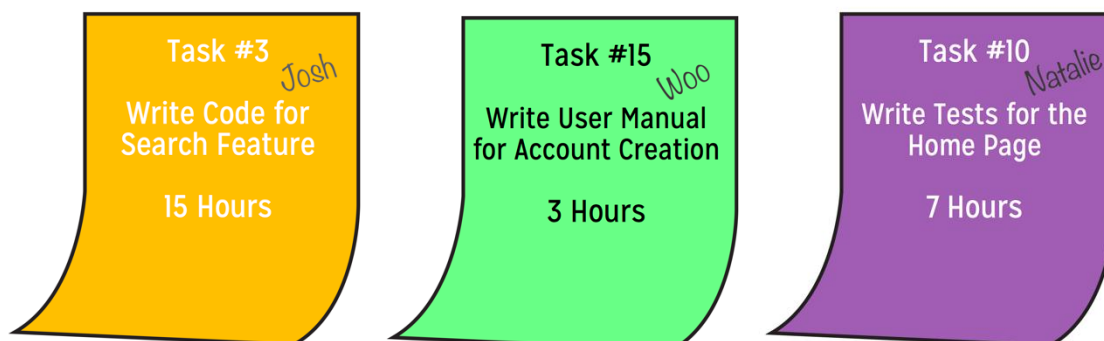 Task #3
Josh
Write Code for
Search Feature
15 Hours
Task #15
Woo
Write User Manual
for Account Creation
3 Hours
Task #10
Natalie
Write Tests for the
Home Page
7 Hours